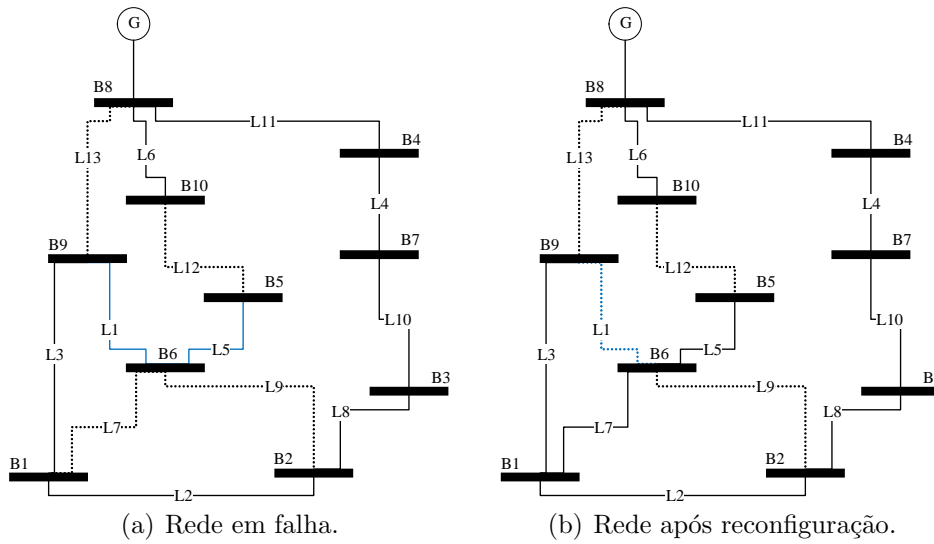 G
B8
L11
L13
L6
B4
B10
L4
B9
B7
L12
B5
L1
L10
L3
B6
L5
L9
B3
L8
L7
B1
B2
L2
(a) Rede em falha.
G
B8
L11
L13
L6
B4
B10
L4
B9
B7
L12
B5
L1
L10
L3
B6
L5
L9
B
L8
L7
B1
B2
L2
(b) Rede após reconfiguração.